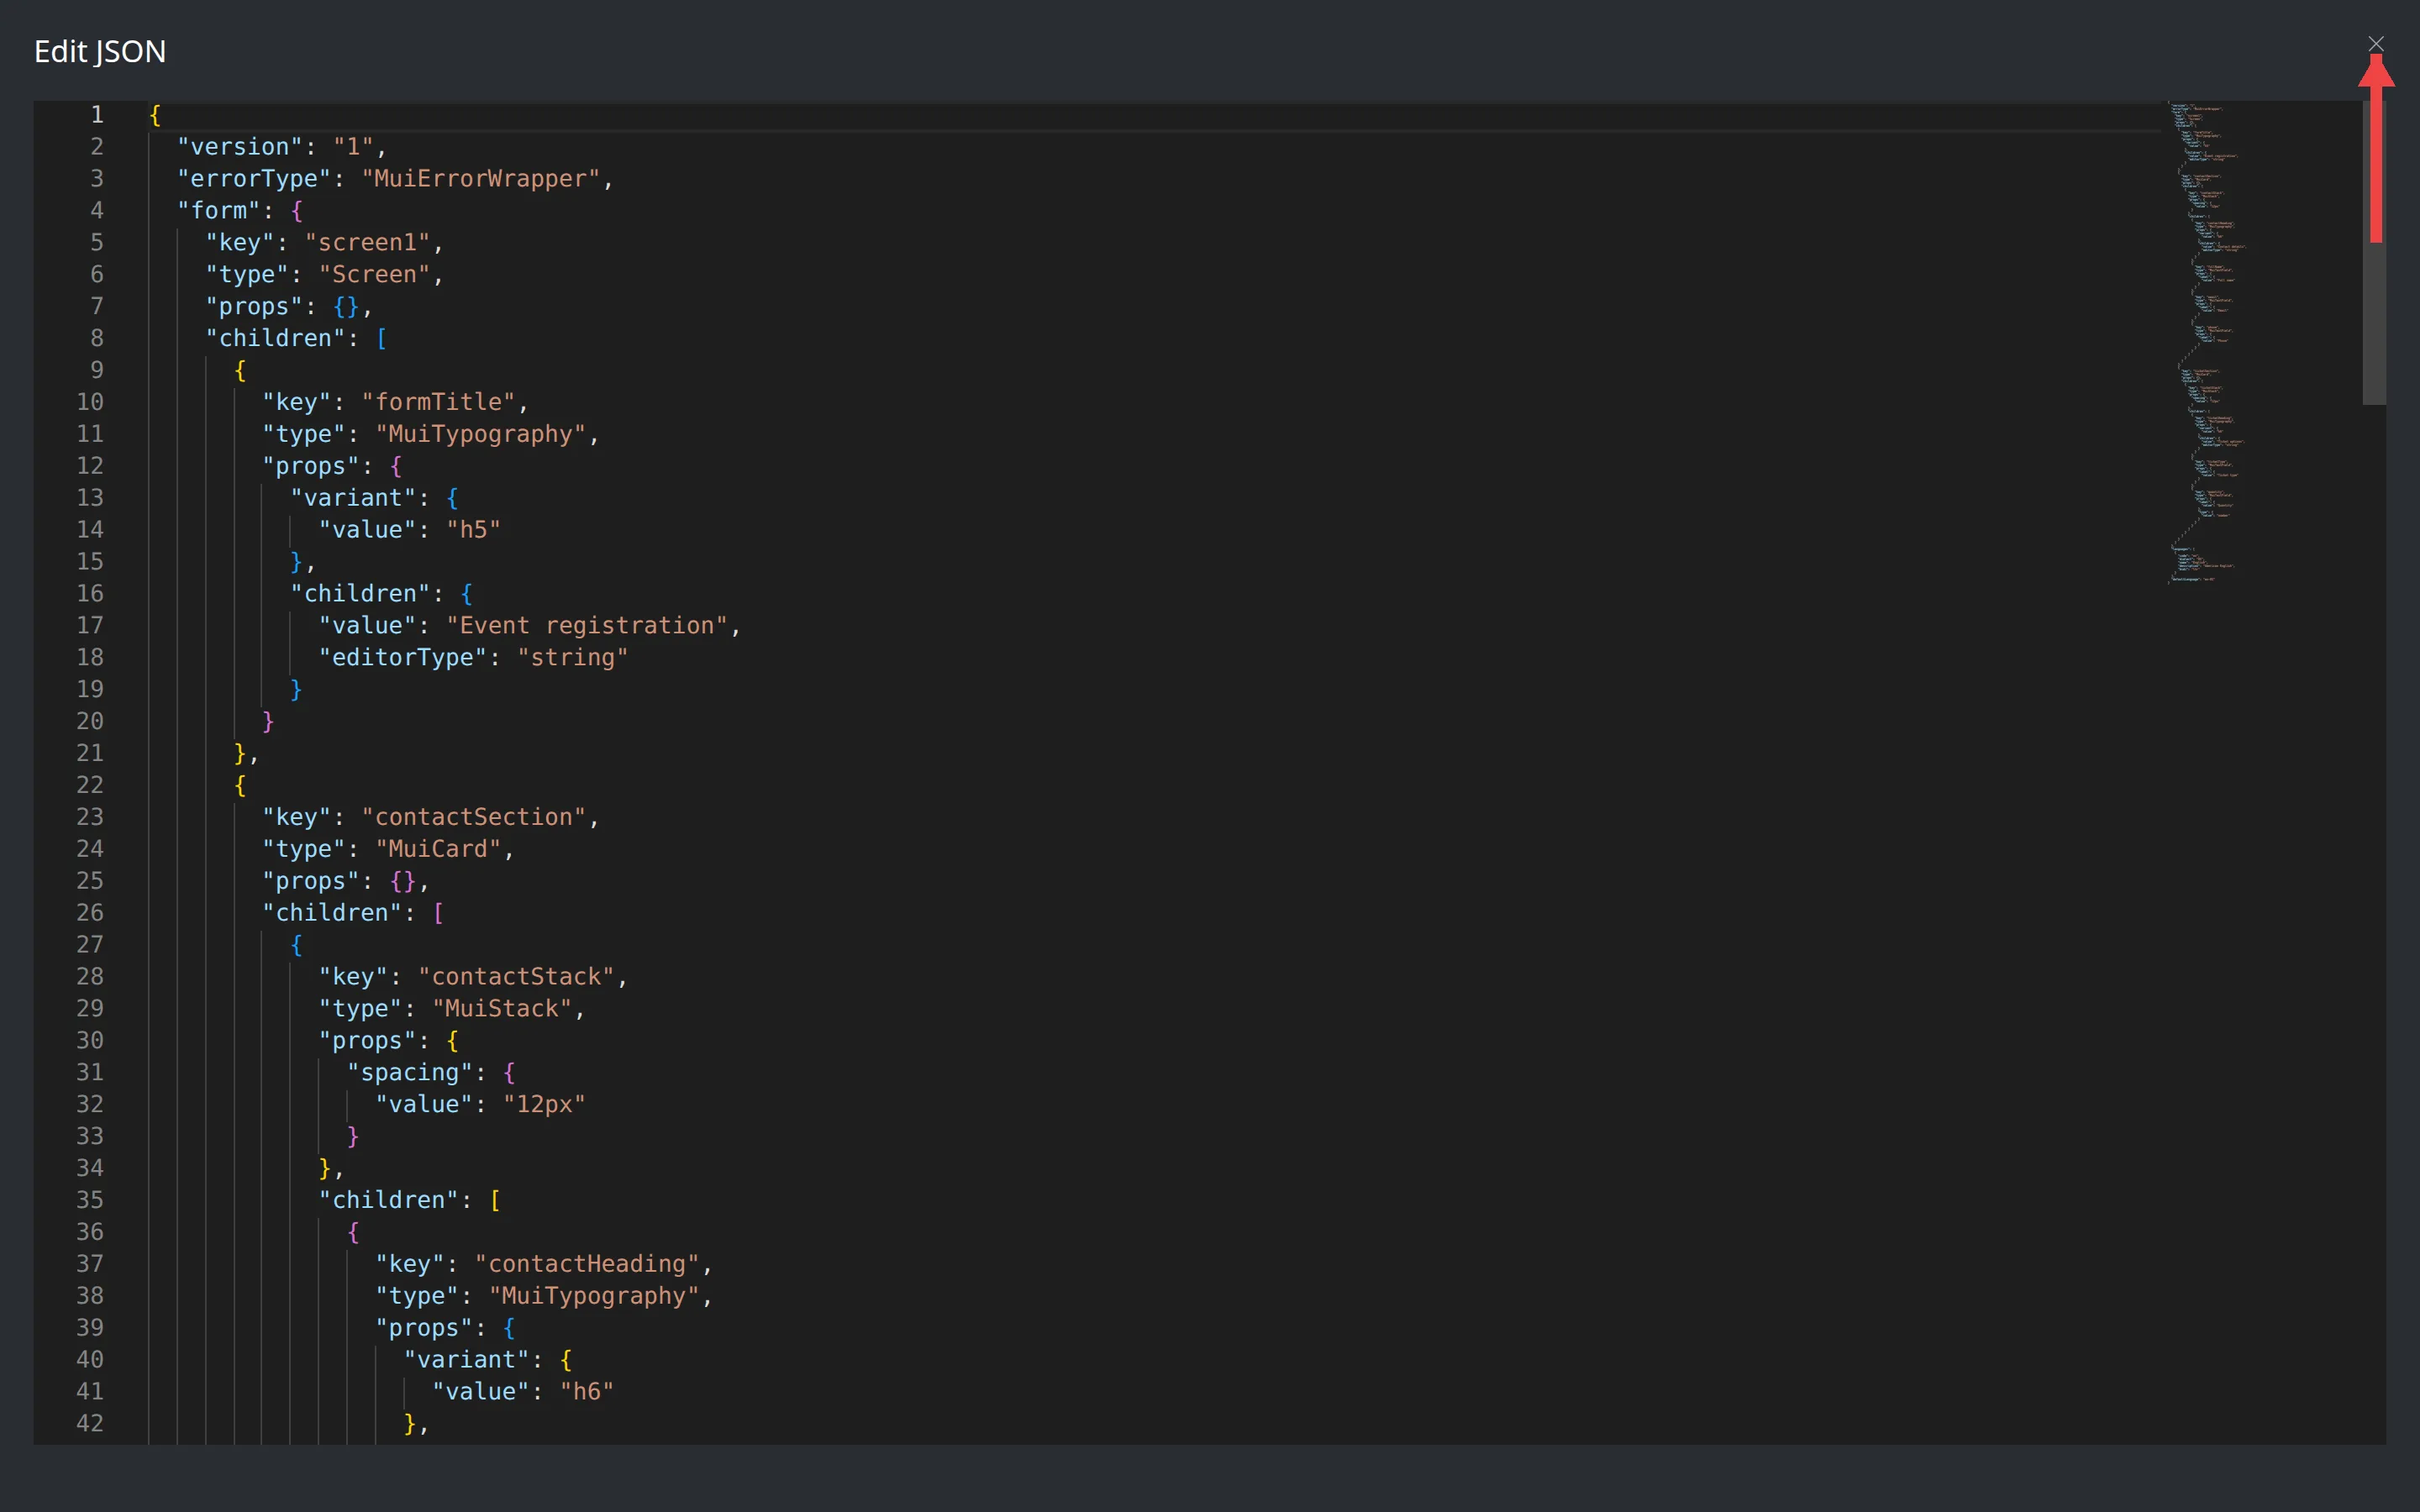 Edit JSON
1 {
2 "version": "1",
3 "errorType": "MuiErrorWrapper",
4 "form": {
5 "key": "screen1",
6 "type": "Screen",
7 "props": {},
8 "children": [
9 {
10 "key": "formTitle",
11 "type": "MuiTypography",
12 "props": {
13 "variant": {
14 "value": "h5"
15 },
16 "children": {
17 "value": "Event registration",
18 "editorType": "string"
19 }
20 }
21 },
22 {
23 "key": "contactSection",
24 "type": "MuiCard",
25 "props": {},
26 "children": [
27 {
28 "key": "contactStack",
29 "type": "MuiStack",
30 "props": {
31 "spacing": {
32 "value": "12px"
33 }
34 },
35 "children": [
36 {
37 "key": "contactHeading",
38 "type": "MuiTypography",
39 "props": {
40 "variant": {
41 "value": "h6"
42 },